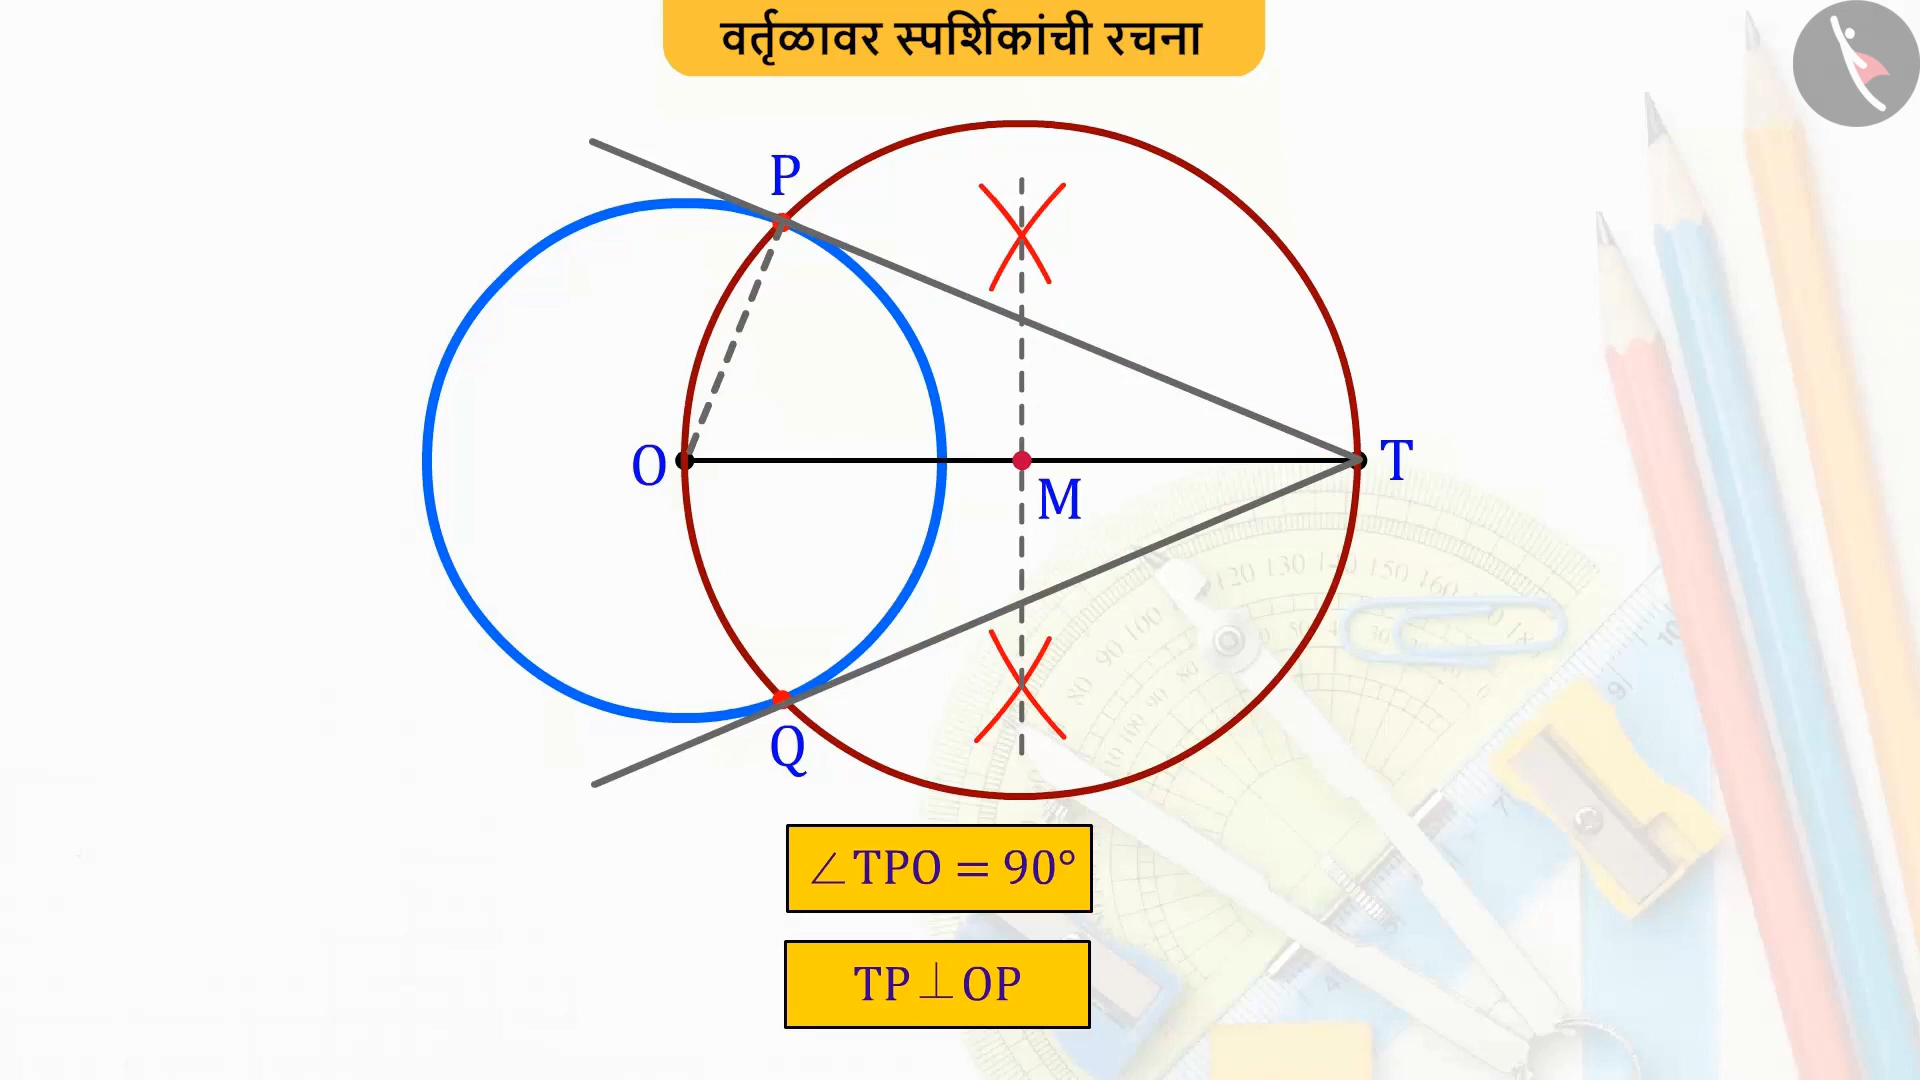 वर्तृळावर स्पर्शिकांची रचना
P
O
T
M
Q
∠TPO = 90°
TP⊥OP